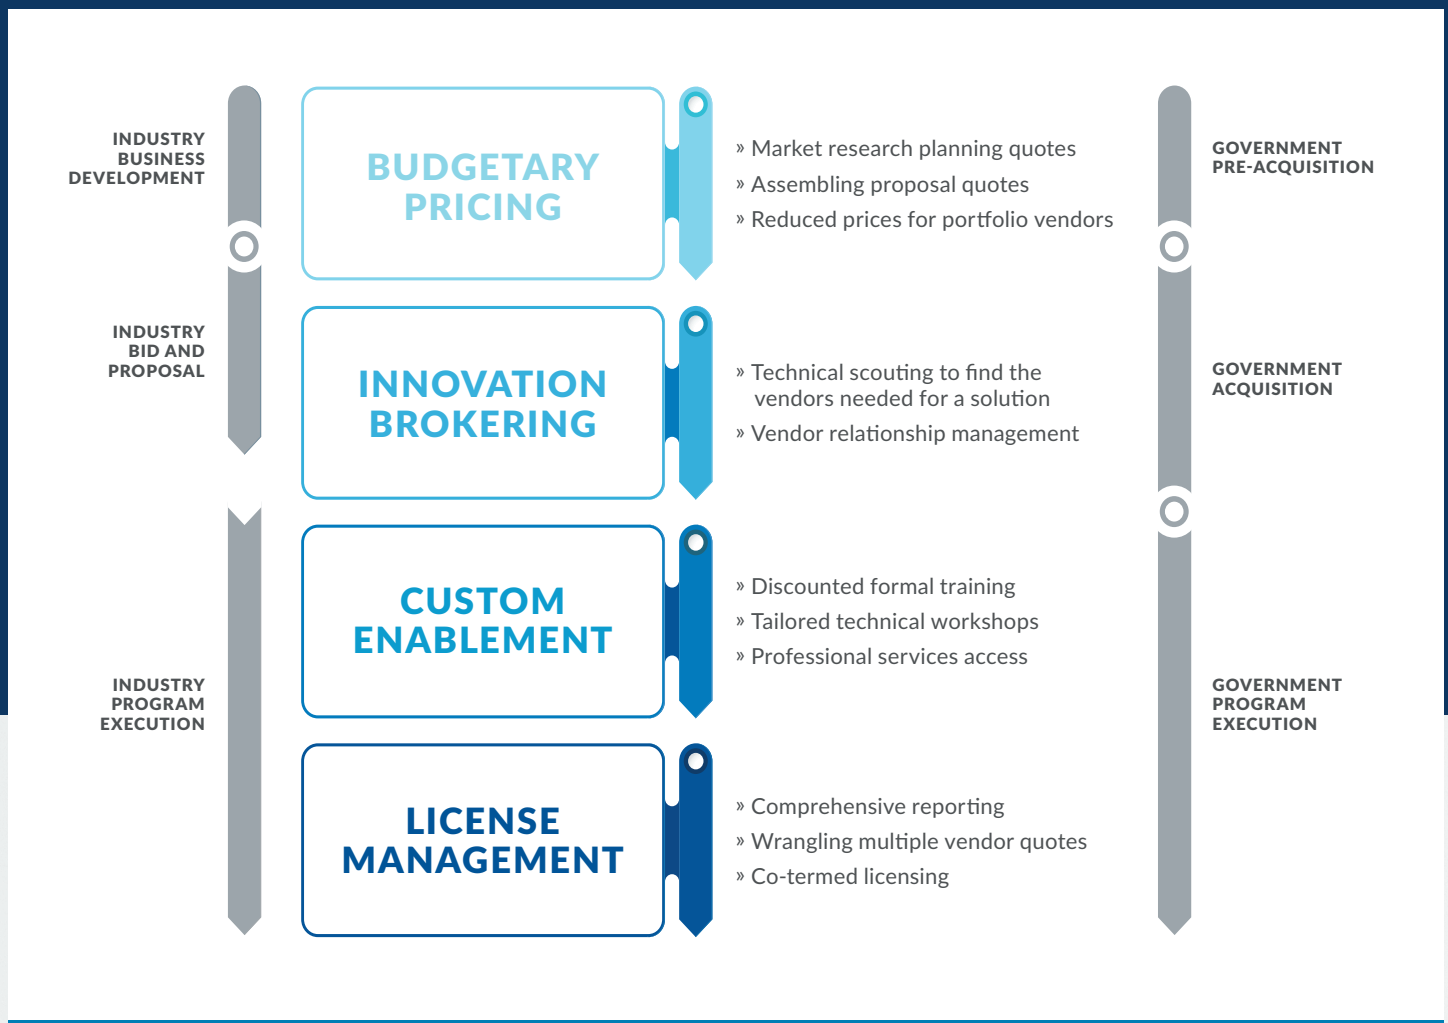 INDUSTRY
BUSINESS
DEVELOPMENT
BUDGETARY
PRICING
» Market research planning quotes
» Assembling proposal quotes
» Reduced prices for portfolio vendors
GOVERNMENT
PRE-ACQUISITION
INDUSTRY
BID AND
PROPOSAL
INNOVATION
BROKERING
» Technical scouting to find the
vendors needed for a solution
» Vendor relationship management
GOVERNMENT
ACQUISITION
CUSTOM
ENABLEMENT
» Discounted formal training
» Tailored technical workshops
» Professional services access
INDUSTRY
PROGRAM
EXECUTION
GOVERNMENT
PROGRAM
EXECUTION
LICENSE
MANAGEMENT
» Comprehensive reporting
» Wrangling multiple vendor quotes
» Co-termed licensing